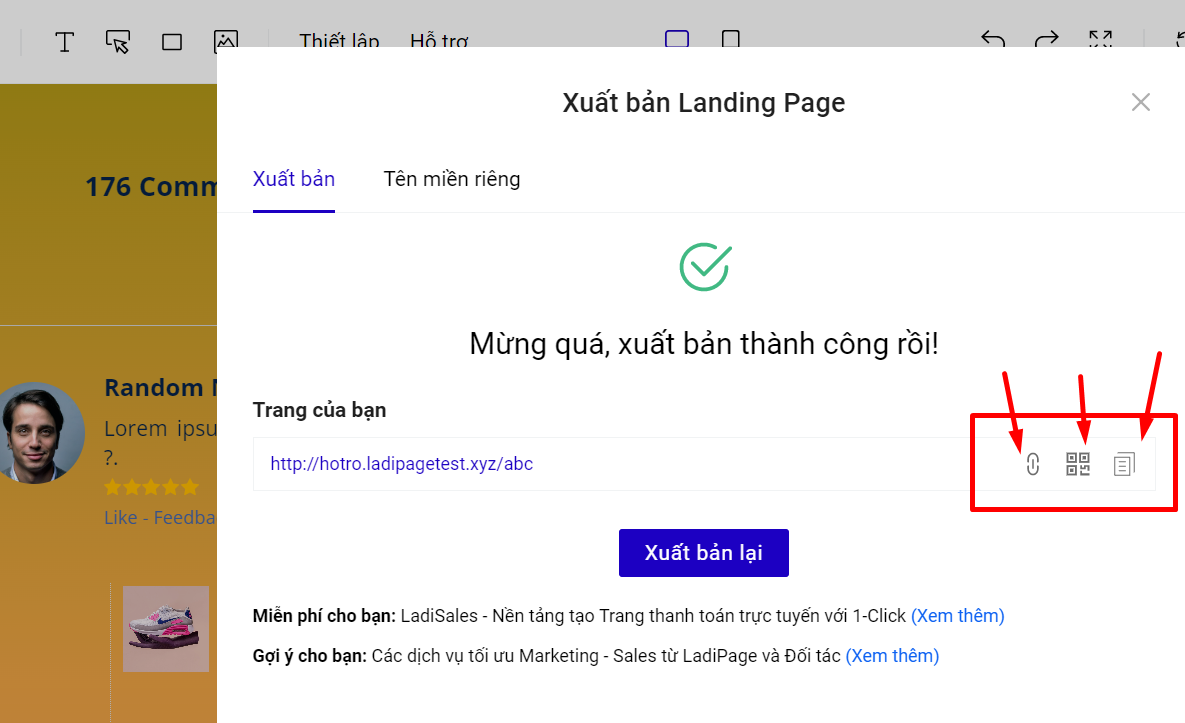 Thiết lập
Hỗ trợ
Xuất bản Landing Page
Xuất bản
Tên miền riêng
176 Comm
Mừng quá, xuất bản thành công rồi!
Random
Lorem ipsu
?.
Like - Feedba
Trang của bạn
http://hotro.ladipagetest.xyz/abc
Xuất bản lại
Miễn phí cho bạn: LadiSales - Nền tảng tạo Trang thanh toán trực tuyến với 1-Click (Xem thêm)
Gợi ý cho bạn: Các dịch vụ tối ưu Marketing - Sales từ LadiPage và Đối tác (Xem thêm)